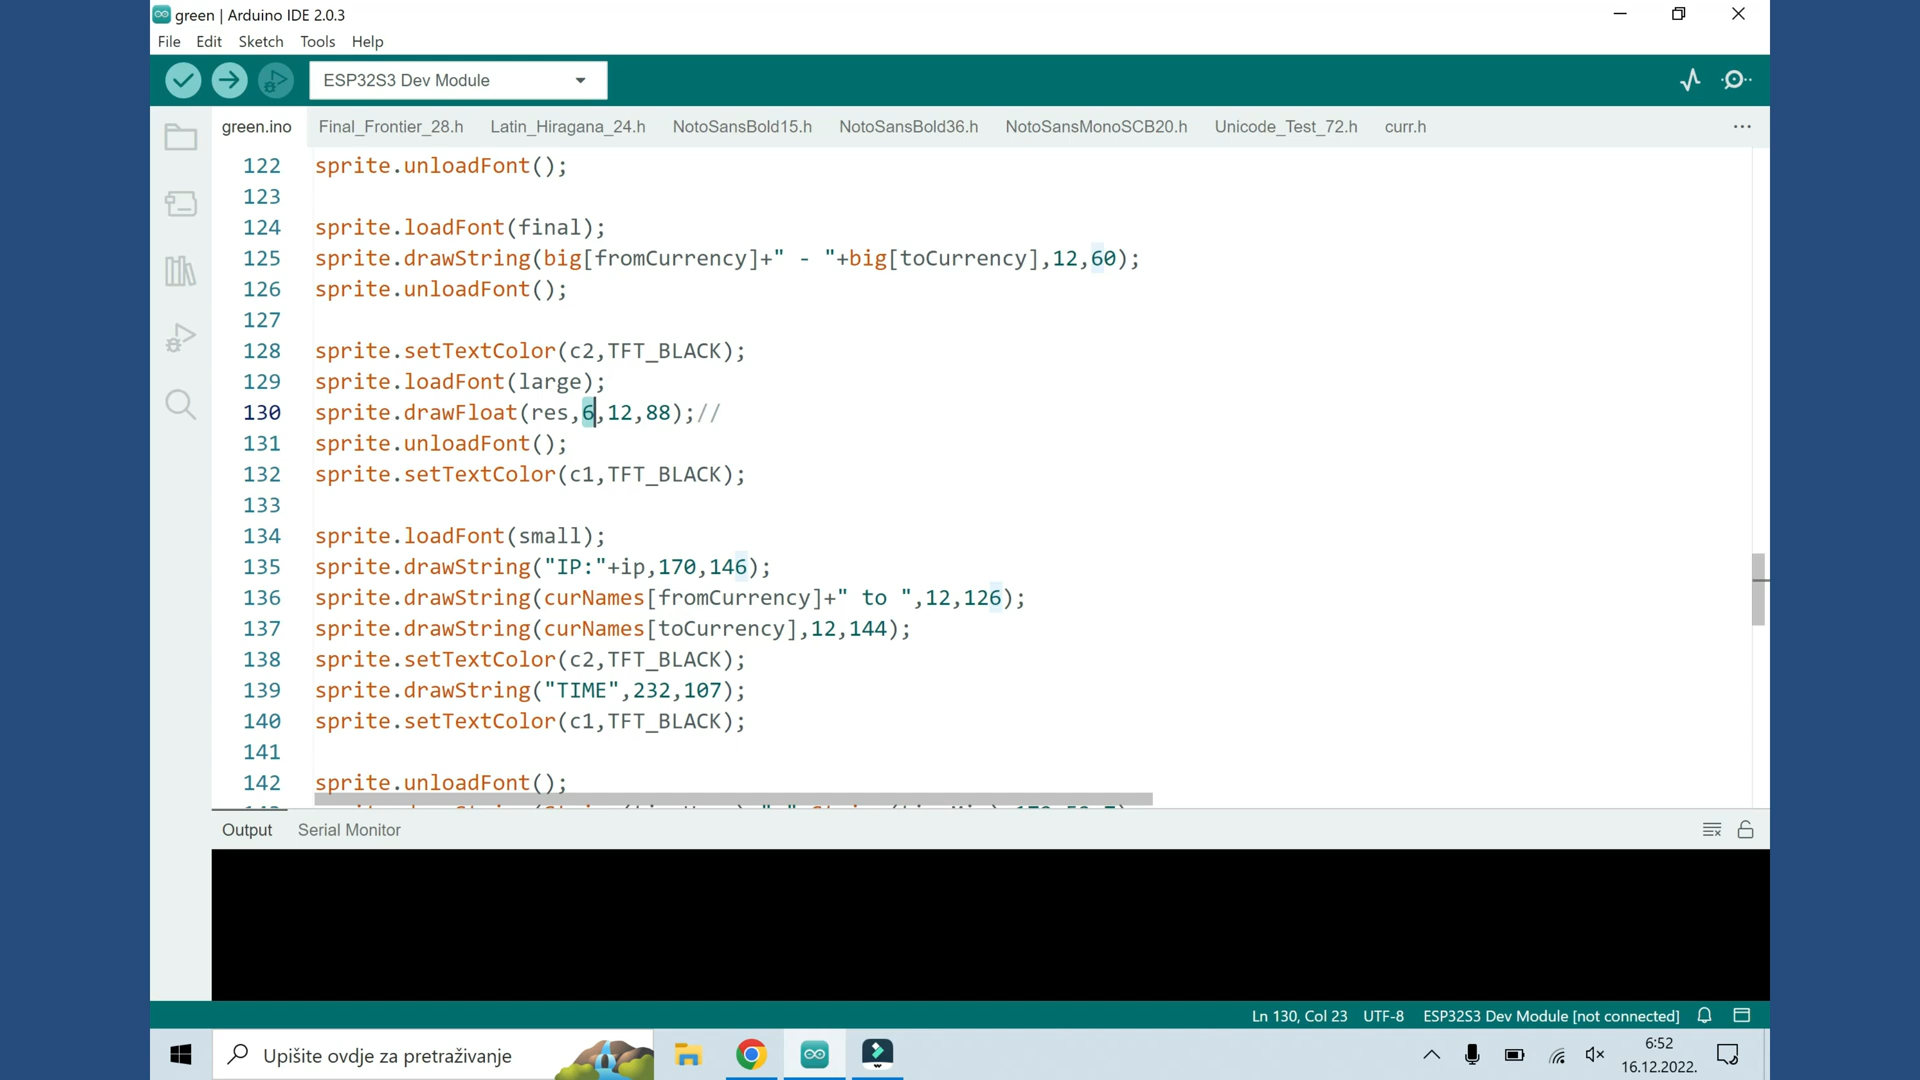 green | Arduino IDE 2.0.3
File Edit Sketch Tools Help
ESP32S3 Dev Module
green.ino Final_Frontier_28.h Latin_Hiragana_24.h NotoSansBold15.h NotoSansBold36.h NotoSansMonoSCB20.h Unicode_Test_72.h curr.h
122 sprite.unloadFont();
123
124 sprite.loadFont(final);
125 sprite.drawString(big[fromCurrency]+" - "+big[toCurrency],12,60);
126 sprite.unloadFont();
127
128 sprite.setTextColor(c2,TFT_BLACK);
129 sprite.loadFont(large);
130 sprite.drawFloat(res,6,12,88);//
131 sprite.unloadFont();
132 sprite.setTextColor(c1,TFT_BLACK);
133
134 sprite.loadFont(small);
135 sprite.drawString("IP:"+ip,170,146);
136 sprite.drawString(curNames[fromCurrency]+" to ",12,126);
137 sprite.drawString(curNames[toCurrency],12,144);
138 sprite.setTextColor(c2,TFT_BLACK);
139 sprite.drawString("TIME",232,107);
140 sprite.setTextColor(c1,TFT_BLACK);
141
142 sprite.unloadFont();
Output Serial Monitor
Ln 130, Col 23 UTF-8 ESP32S3 Dev Module [not connected]
Upišite ovdje za pretraživanje
6:52
16.12.2022.